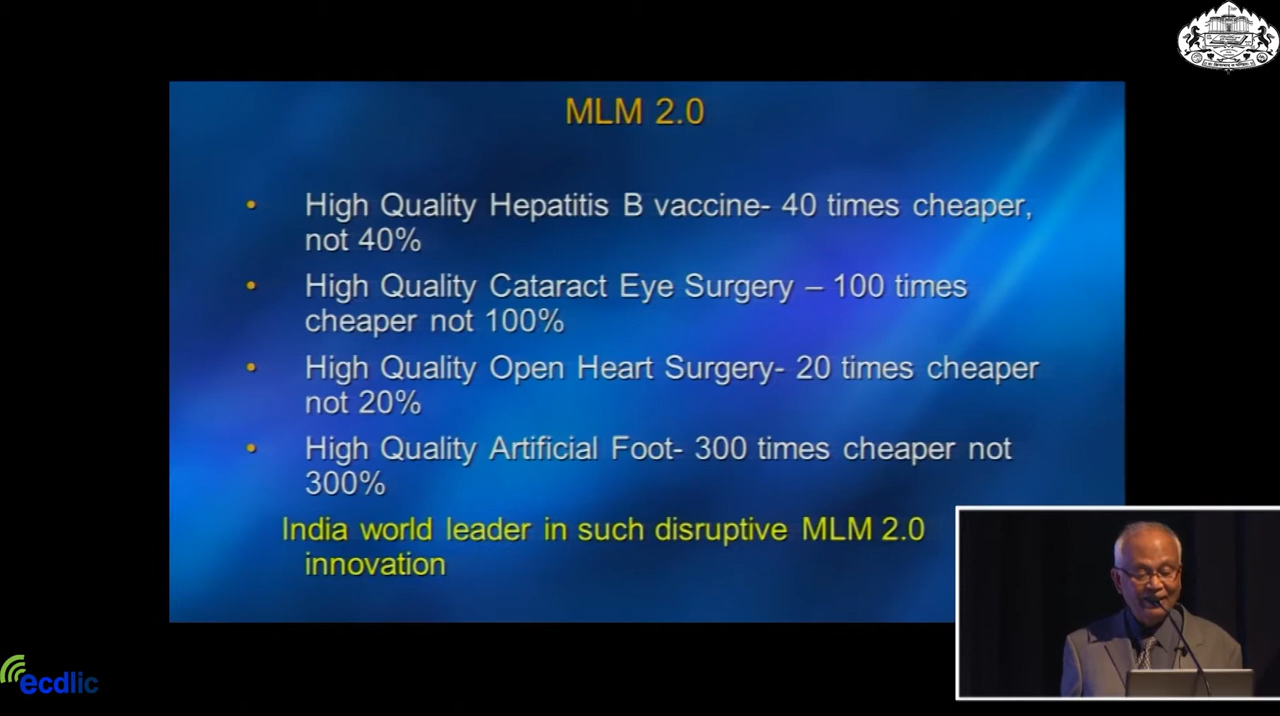 MLM 2.0
• High Quality Hepatitis B vaccine- 40 times cheaper,
not 40%
• High Quality Cataract Eye Surgery – 100 times
cheaper not 100%
• High Quality Open Heart Surgery- 20 times cheaper
not 20%
• High Quality Artificial Foot- 300 times cheaper not
300%
India world leader in such disruptive MLM 2.0
innovation
ecdlic